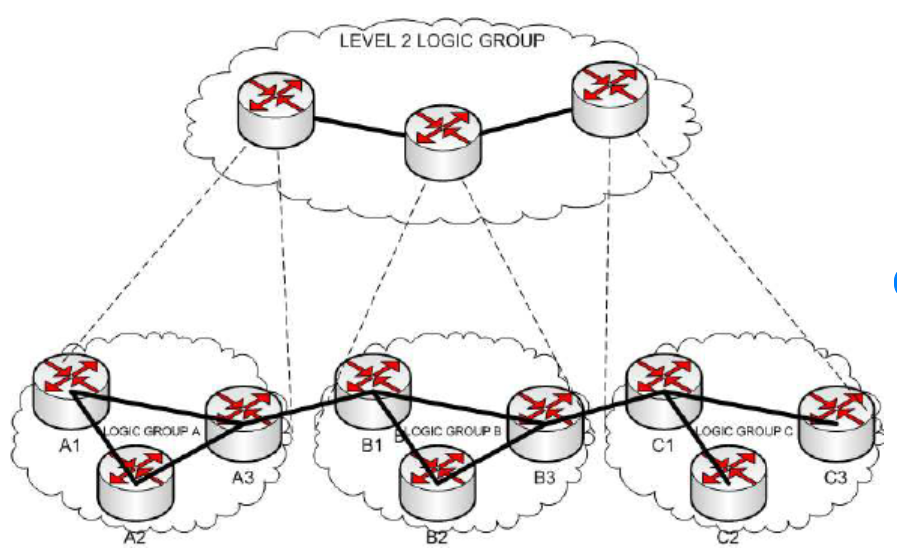 LEVEL 2 LOGIC GROUP
A1
LOGIC GROUP A
A3
A2
B1
LOGIC GROUP B
B3
B2
C1
LOGIC GROUP C
C3
C2